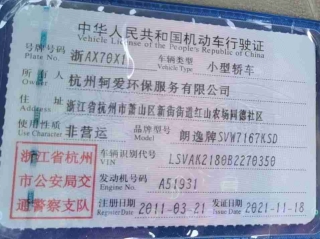 中华人民共和国机动车行驶证
Vehicle License of the People's Republic of China
号牌号码 浙AX70X1 车辆类型 小型轿车
Plate No. Vehicle Type
所有人 杭州轲爱环保服务有限公司
Owner
住址 浙江省杭州市萧山区新街街道红山农场同德社区
Address
使用性质 非营运 品牌型号 朗逸牌SVW7167KSD
Use Character Model
浙江省杭州 车辆识别代号 LSVAK2180B2270350
VIN
市公安局交 发动机号码 A51931
Engine No.
通警察支队 注册日期 2011-03-21 发证日期 2021-11-18
Register Date Issue Date